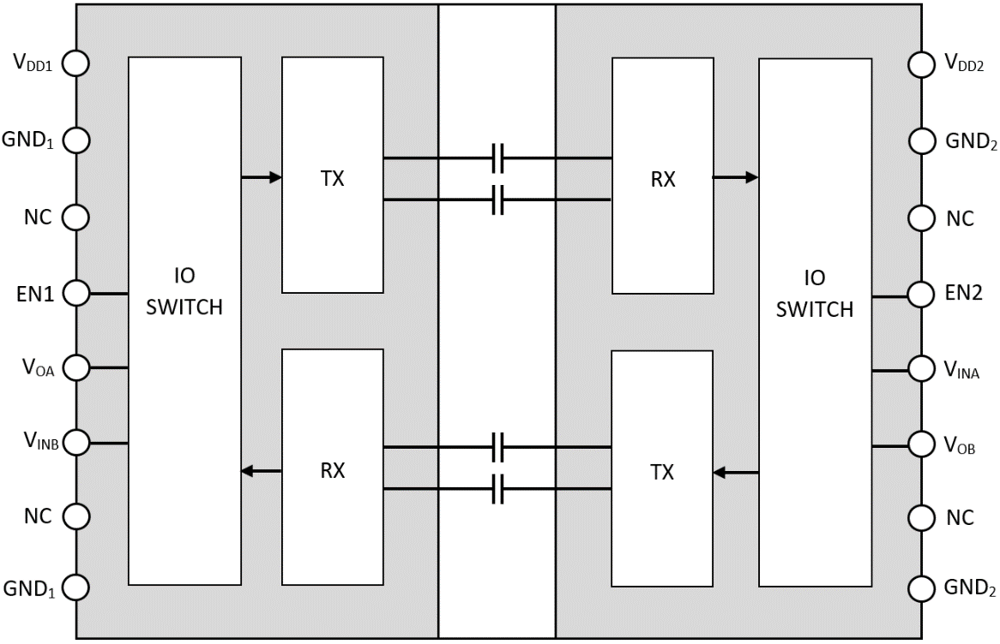 VDD1
GND1
NC
EN1
VOA
VINB
NC
GND1
IO
SWITCH
TX
RX
RX
TX
IO
SWITCH
VDD2
GND2
NC
EN2
VINA
VOB
NC
GND2